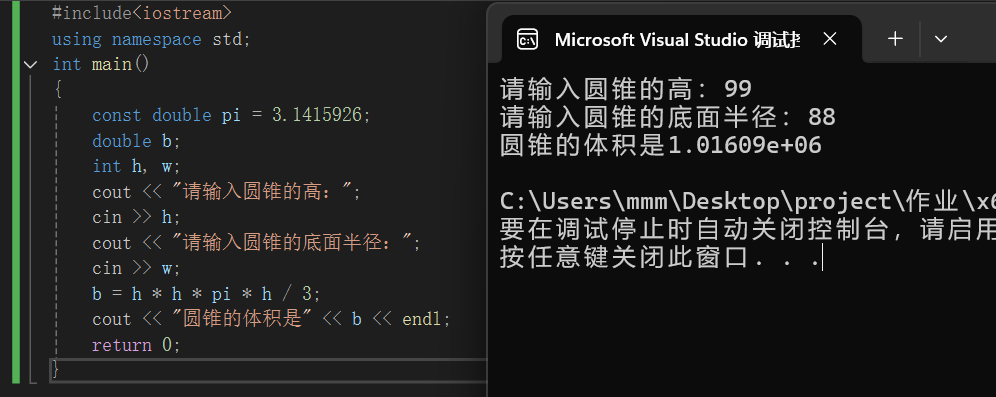 #include<iostream>
using namespace std;
int main()
{
const double pi = 3.1415926;
double b;
int h, w;
cout << "请输入圆锥的高：";
cin >> h;
cout << "请输入圆锥的底面半径：";
cin >> w;
b = h * h * pi * h / 3;
cout << "圆锥的体积是" << b << endl;
return 0;
}
Microsoft Visual Studio 调试
请输入圆锥的高：99
请输入圆锥的底面半径：88
圆锥的体积是1.01609e+06
C:\Users\mmm\Desktop\project\作业\x6
要在调试停止时自动关闭控制台，请启用
按任意键关闭此窗口. . .